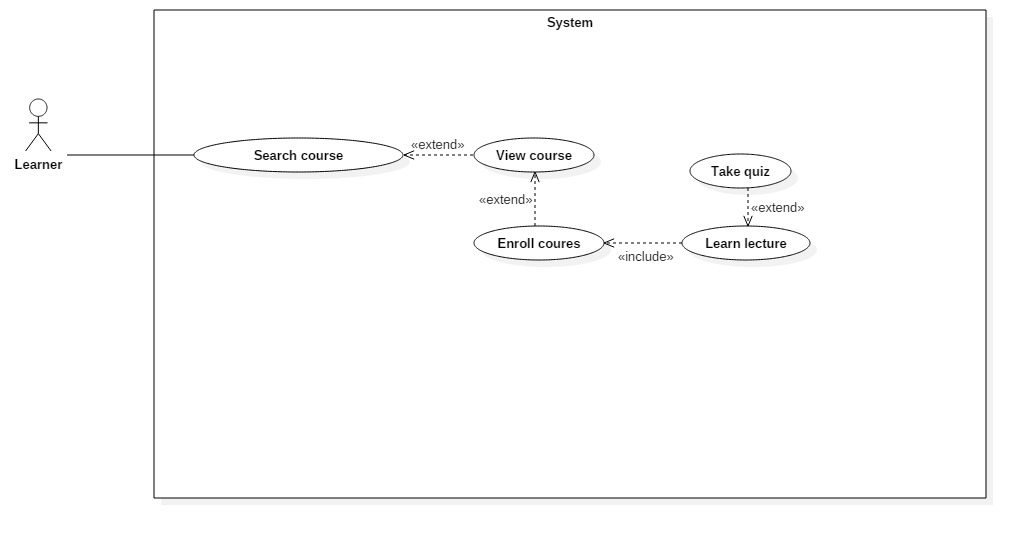 System
Learner
Search course
«extend»
View course
Take quiz
«extend»
«extend»
Enroll coures
«include»
Learn lecture